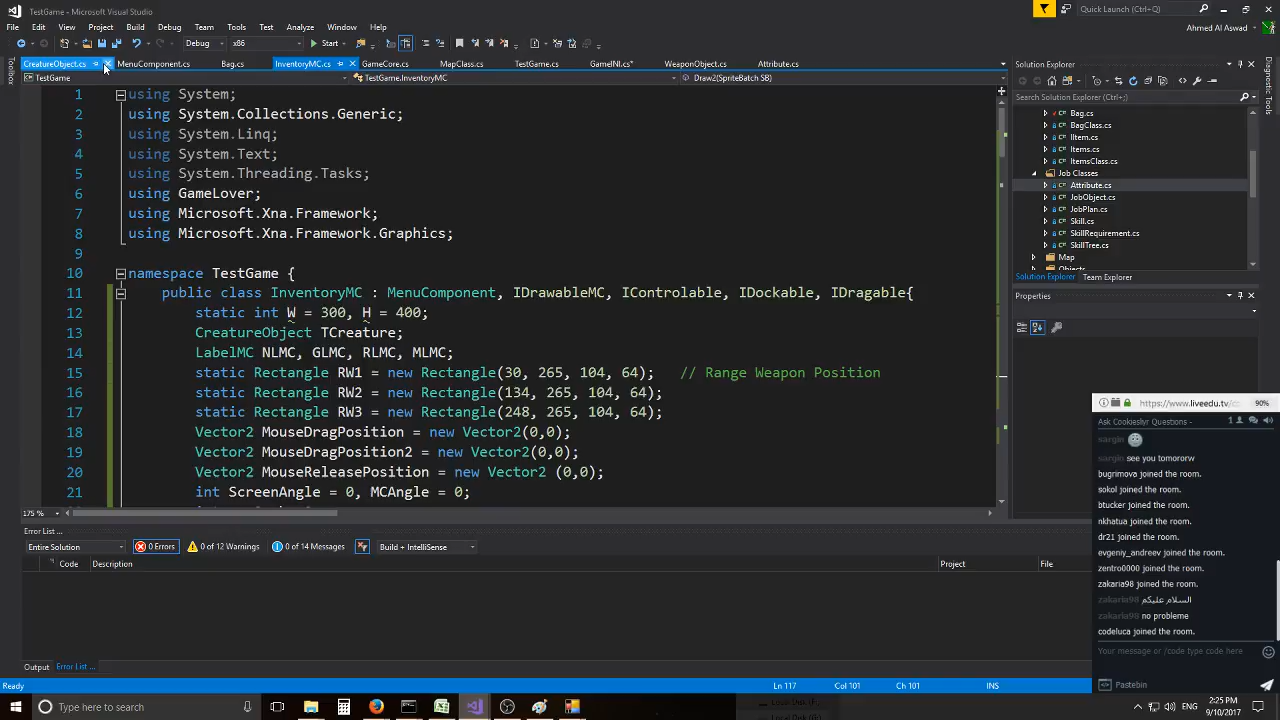 TestGame - Microsoft Visual Studio
Quick Launch (Ctrl+Q)
File Edit View Project Build Debug Team Tools Test Analyze Window Help
Ahmed Al Aswad
Debug x86 Start
CreatureObject.cs MenuComponent.cs Bag.cs InventoryMC.cs GameCore.cs MapClass.cs TestGame.cs GameINI.cs* WeaponObject.cs Attribute.cs
TestGame TestGame.InventoryMC Draw2(SpriteBatch SB)
Toolbox
1 using System;
2 using System.Collections.Generic;
3 using System.Linq;
4 using System.Text;
5 using System.Threading.Tasks;
6 using GameLover;
7 using Microsoft.Xna.Framework;
8 using Microsoft.Xna.Framework.Graphics;
9
10 namespace TestGame {
11 public class InventoryMC : MenuComponent, IDrawableMC, IControlable, IDockable, IDragable{
12 static int W = 300, H = 400;
13 CreatureObject TCreature;
14 LabelMC NLMC, GLMC, RLMC, MLMC;
15 static Rectangle RW1 = new Rectangle(30, 265, 104, 64); // Range Weapon Position
16 static Rectangle RW2 = new Rectangle(134, 265, 104, 64);
17 static Rectangle RW3 = new Rectangle(248, 265, 104, 64);
18 Vector2 MouseDragPosition = new Vector2(0,0);
19 Vector2 MouseDragPosition2 = new Vector2(0,0);
20 Vector2 MouseReleasePosition = new Vector2 (0,0);
21 int ScreenAngle = 0, MCAngle = 0;
175 %
Solution Explorer
Search Solution Explorer (Ctrl+;)
Bag.cs
BagClass.cs
IItem.cs
Items.cs
ItemsClass.cs
Job Classes
Attribute.cs
JobObject.cs
JobPlan.cs
Skill.cs
SkillRequirement.cs
SkillTree.cs
Map
Objects
Solution Explorer Team Explorer
Properties
Diagnostic Tools
Error List ...
Entire Solution 0 Errors 0 of 12 Warnings 0 of 14 Messages Build + IntelliSense
Code Description Project File
Output Error List ...
Ready Ln 117 Col 101 Ch 101 INS
https://www.liveedu.tv/ 90%
Ask Cookieslyr Questions - 1
sargin
sargin see you tomororw
bugrimova joined the room.
sokol joined the room.
btucker joined the room.
nkhatua joined the room.
dr21 joined the room.
evgeniy_andreev joined the room.
zentro0000 joined the room.
zakaria98 joined the room.
zakaria98 السلام عليكم
zakaria98 no probleme
codeluca joined the room.
Your message or /code type code here
Pastebin
Type here to search
ENG
2:25 PM
9/10/2017